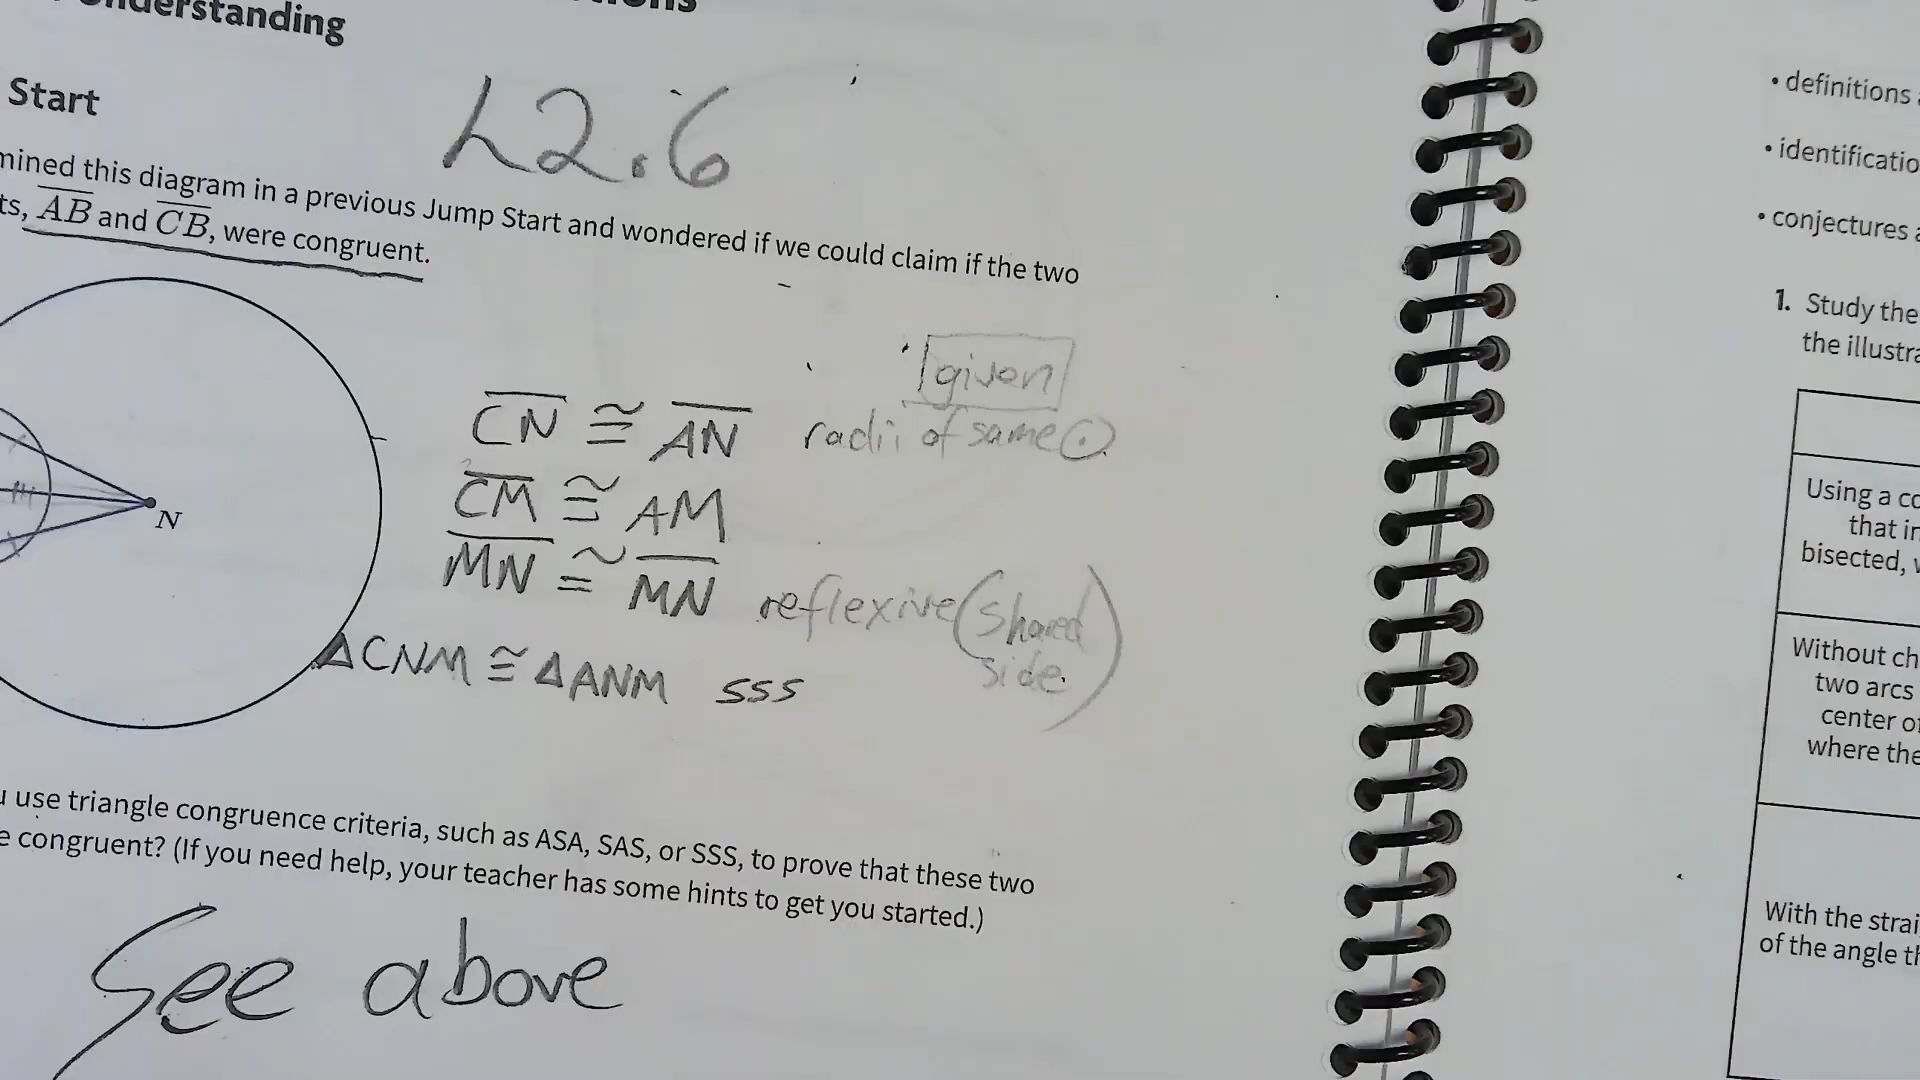 Understanding
Start
L2.6
mined this diagram in a previous Jump Start and wondered if we could claim if the two
ts, AB and CB, were congruent.
given
CN ≅ AN radii of same ⊙
CM ≅ AM
N
MN ≅ MN reflexive (shared
side)
△CNM ≅ △ANM SSS
u use triangle congruence criteria, such as ASA, SAS, or SSS, to prove that these two
e congruent? (If you need help, your teacher has some hints to get you started.)
See above
• definitions
• identificatio
• conjectures
1. Study the
the illustra
Using a co
that in
bisected,
Without ch
two arcs
center of
where the
With the strai
of the angle th